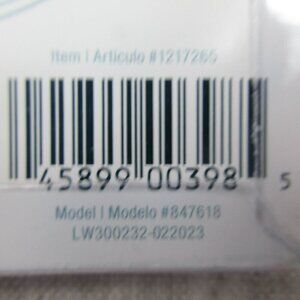 Item | Artículo #1217265
45899 00398 5
Model | Modelo #847618
LW300232-022023